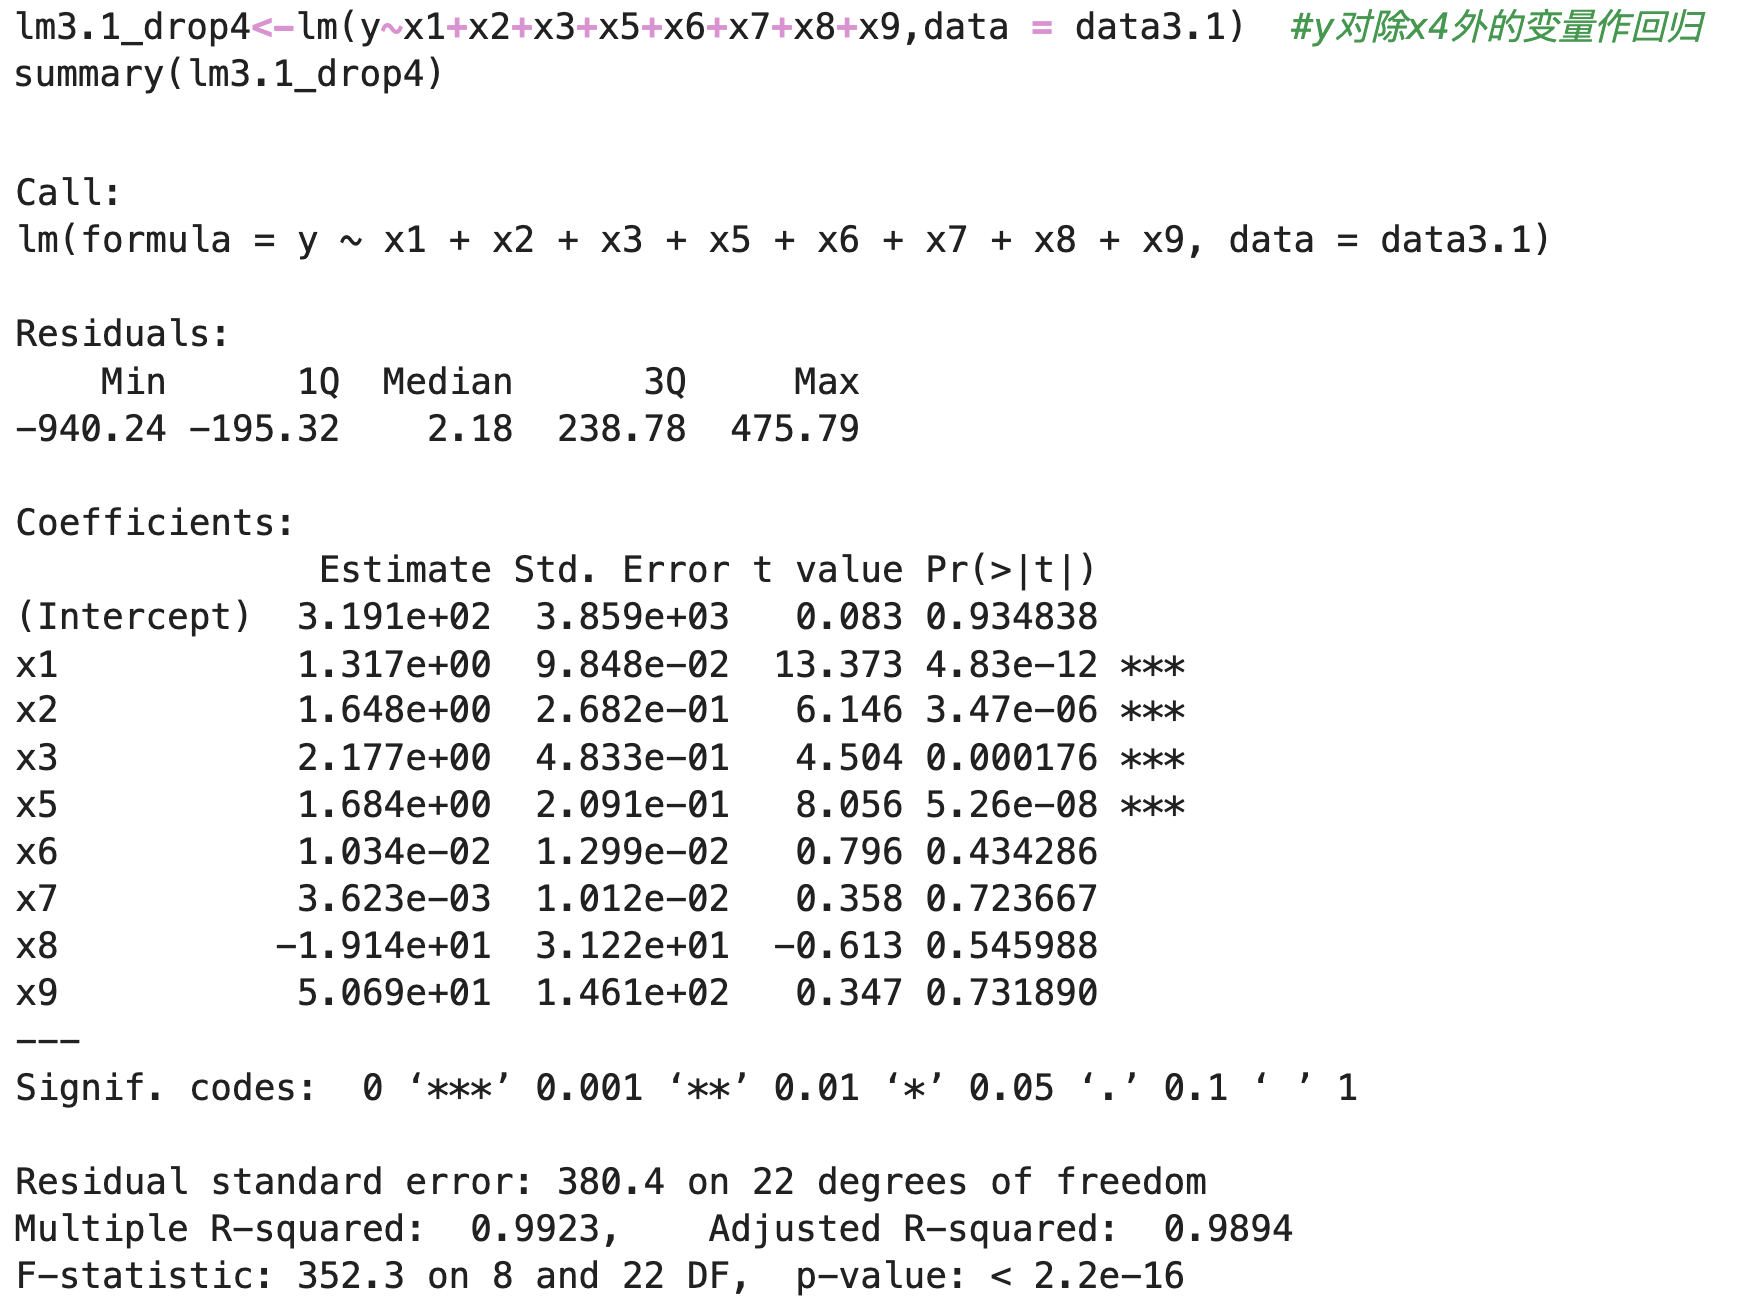 lm3.1_drop4<-lm(y~x1+x2+x3+x5+x6+x7+x8+x9,data = data3.1)  #y对除x4外的变量作回归
summary(lm3.1_drop4)
Call:
lm(formula = y ~ x1 + x2 + x3 + x5 + x6 + x7 + x8 + x9, data = data3.1)
Residuals:
    Min      1Q  Median      3Q     Max
-940.24 -195.32    2.18  238.78  475.79
Coefficients:
              Estimate Std. Error t value Pr(>|t|)
(Intercept)  3.191e+02  3.859e+03   0.083 0.934838
x1           1.317e+00  9.848e-02  13.373 4.83e-12 ***
x2           1.648e+00  2.682e-01   6.146 3.47e-06 ***
x3           2.177e+00  4.833e-01   4.504 0.000176 ***
x5           1.684e+00  2.091e-01   8.056 5.26e-08 ***
x6           1.034e-02  1.299e-02   0.796 0.434286
x7           3.623e-03  1.012e-02   0.358 0.723667
x8          -1.914e+01  3.122e+01  -0.613 0.545988
x9           5.069e+01  1.461e+02   0.347 0.731890
---
Signif. codes:  0 ‘***’ 0.001 ‘**’ 0.01 ‘*’ 0.05 ‘.’ 0.1 ‘ ’ 1
Residual standard error: 380.4 on 22 degrees of freedom
Multiple R-squared:  0.9923,    Adjusted R-squared:  0.9894
F-statistic: 352.3 on 8 and 22 DF,  p-value: < 2.2e-16